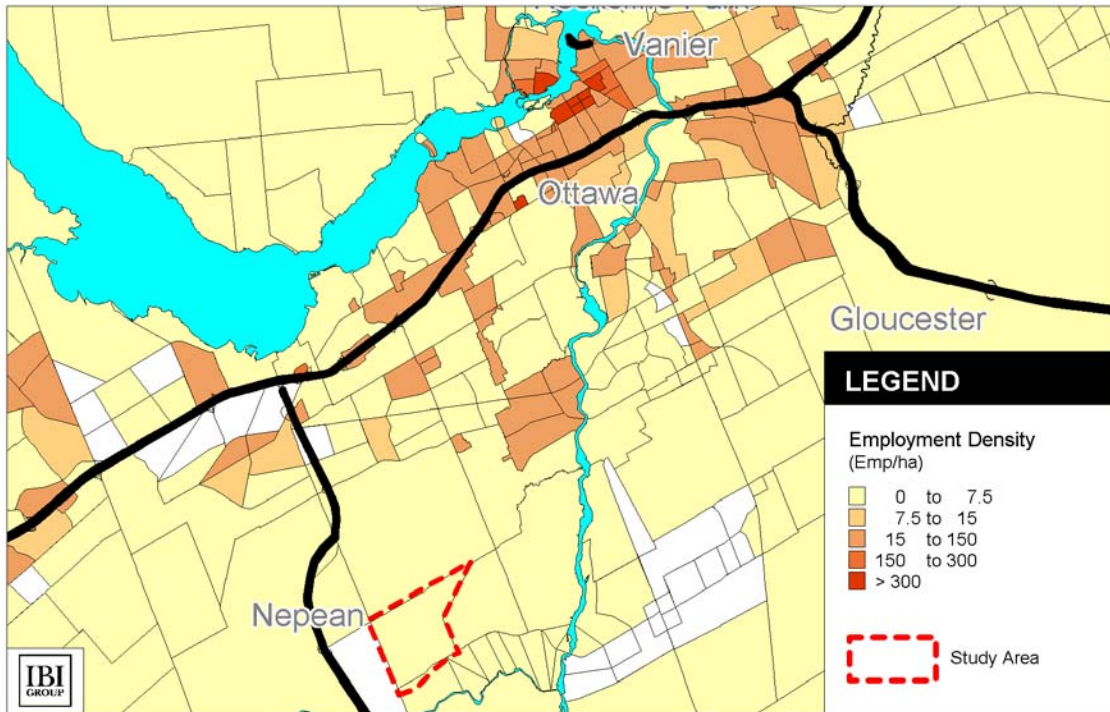 Vanier
Ottawa
Gloucester
Nepean
LEGEND
Employment Density
(Emp/ha)
0 to 7.5
7.5 to 15
15 to 150
150 to 300
> 300
Study Area
IBI
GROUP